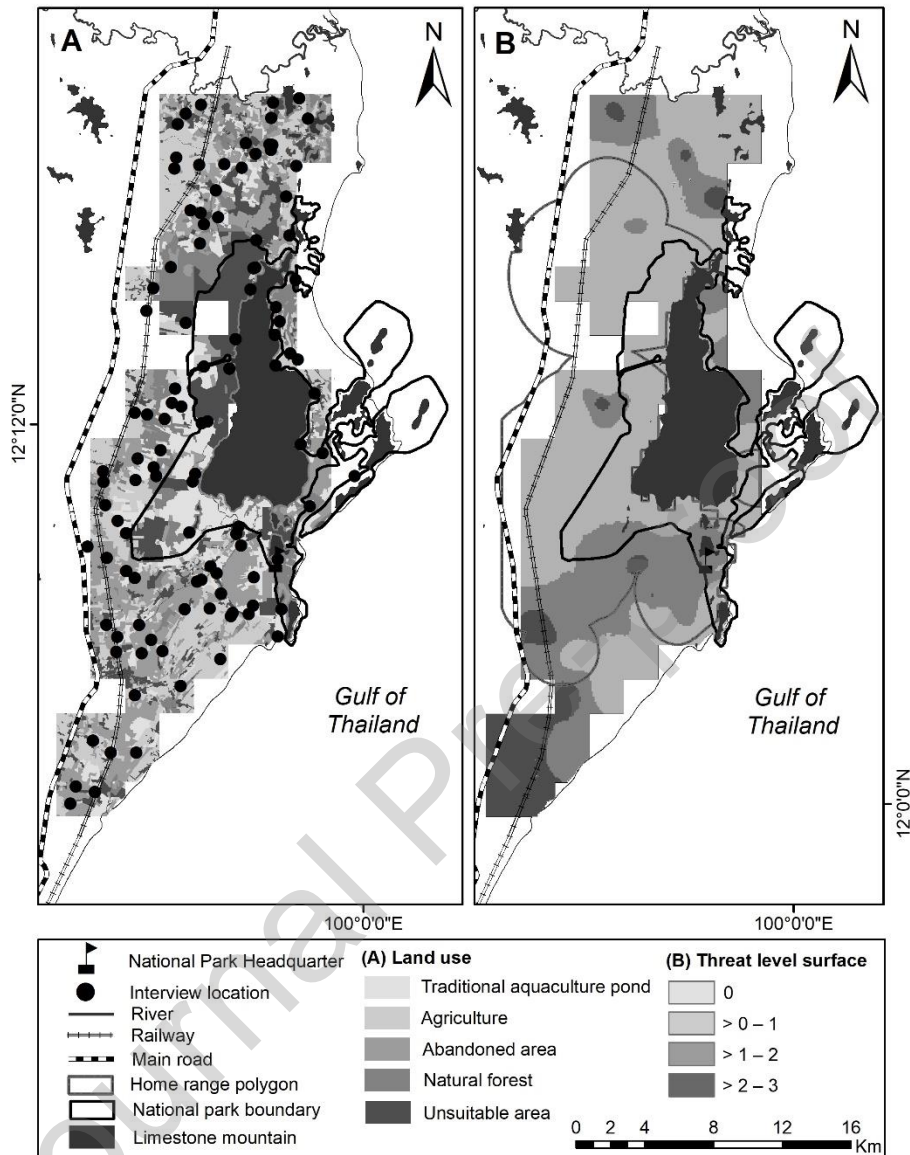 A
N
B
N
12°12'0"N
Gulf of
Thailand
Gulf of
Thailand
12°0'0"N
100°0'0"E
100°0'0"E
Journal Pre-proof
National Park Headquarter
Interview location
River
Railway
Main road
Home range polygon
National park boundary
Limestone mountain
(A) Land use
Traditional aquaculture pond
Agriculture
Abandoned area
Natural forest
Unsuitable area
(B) Threat level surface
0
> 0 – 1
> 1 – 2
> 2 – 3
0 2 4 8 12 16
Km